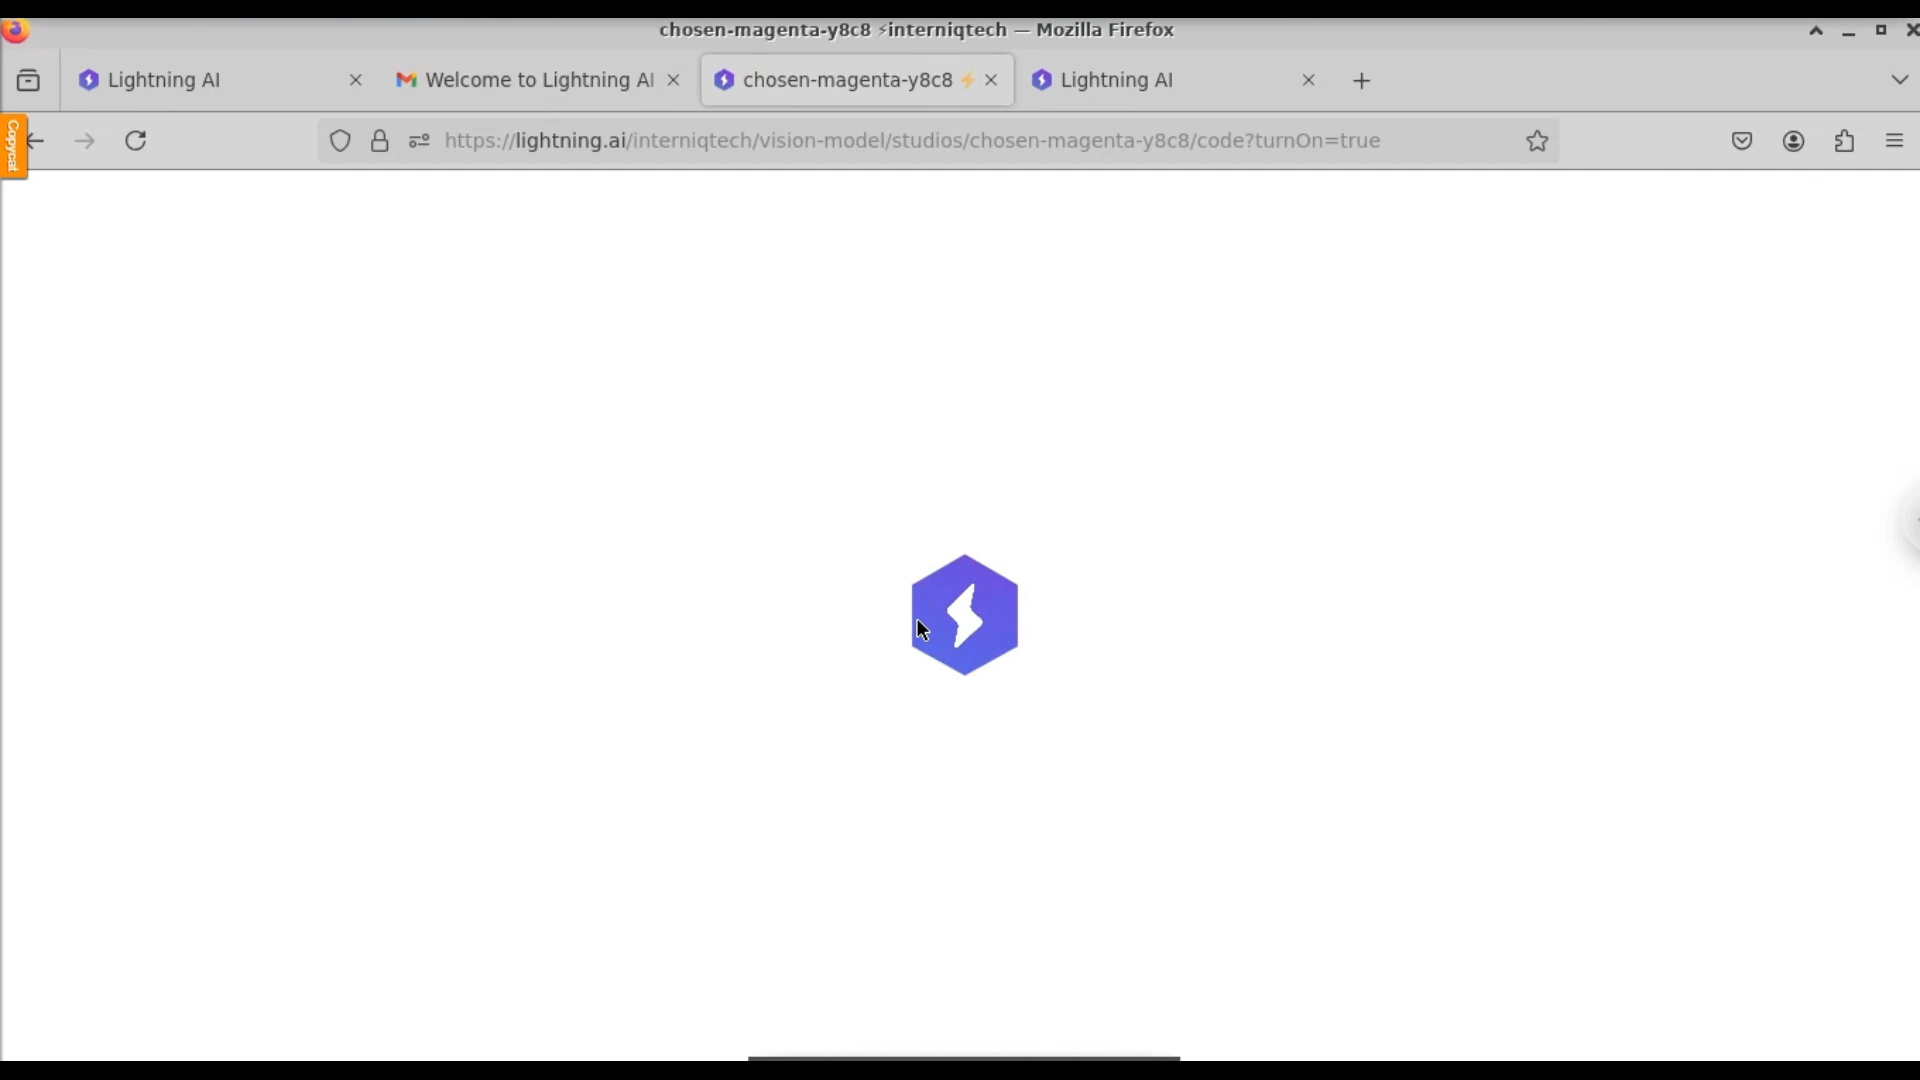 chosen-magenta-y8c8 ⚡interniqtech — Mozilla Firefox
Lightning AI
Welcome to Lightning AI
chosen-magenta-y8c8 ⚡
Lightning AI
Copycat
https://lightning.ai/interniqtech/vision-model/studios/chosen-magenta-y8c8/code?turnOn=true